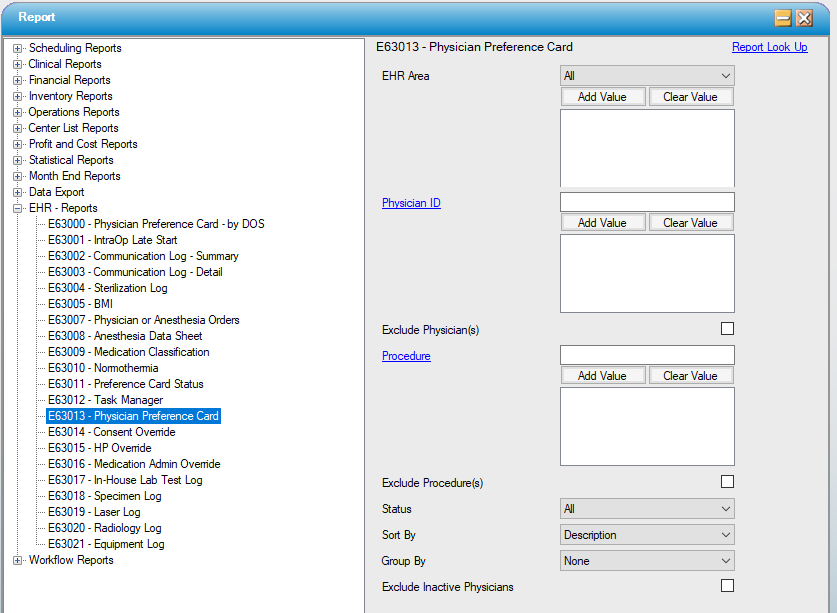 Report
Scheduling Reports
Clinical Reports
Financial Reports
Inventory Reports
Operations Reports
Center List Reports
Profit and Cost Reports
Statistical Reports
Month End Reports
Data Export
EHR - Reports
E63000 - Physician Preference Card - by DOS
E63001 - IntraOp Late Start
E63002 - Communication Log - Summary
E63003 - Communication Log - Detail
E63004 - Sterilization Log
E63005 - BMI
E63007 - Physician or Anesthesia Orders
E63008 - Anesthesia Data Sheet
E63009 - Medication Classification
E63010 - Normothermia
E63011 - Preference Card Status
E63012 - Task Manager
E63013 - Physician Preference Card
E63014 - Consent Override
E63015 - HP Override
E63016 - Medication Admin Override
E63017 - In-House Lab Test Log
E63018 - Specimen Log
E63019 - Laser Log
E63020 - Radiology Log
E63021 - Equipment Log
Workflow Reports
E63013 - Physician Preference Card Report Look Up
EHR Area All
Add Value Clear Value
Physician ID
Add Value Clear Value
Exclude Physician(s)
Procedure
Add Value Clear Value
Exclude Procedure(s)
Status All
Sort By Description
Group By None
Exclude Inactive Physicians